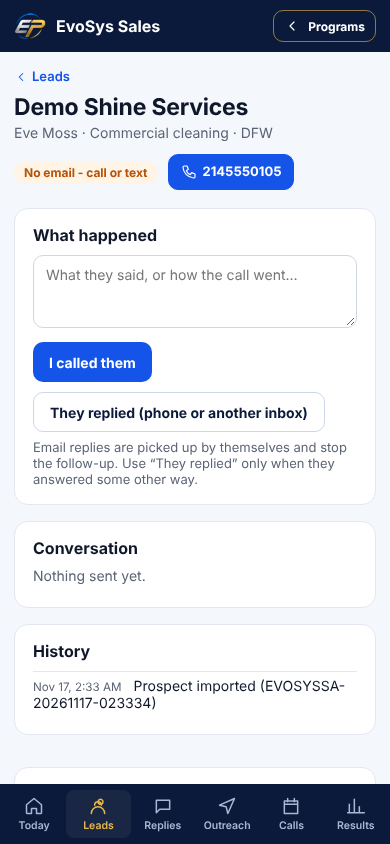 EP EvoSys Sales
Programs
Leads
Demo Shine Services
Eve Moss · Commercial cleaning · DFW
No email - call or text
2145550105
What happened
What they said, or how the call went...
I called them
They replied (phone or another inbox)
Email replies are picked up by themselves and stop
the follow-up. Use “They replied” only when they
answered some other way.
Conversation
Nothing sent yet.
History
Nov 17, 2:33 AM Prospect imported (EVOSYSSA-
20261117-023334)
Today
Leads
Replies
Outreach
Calls
Results